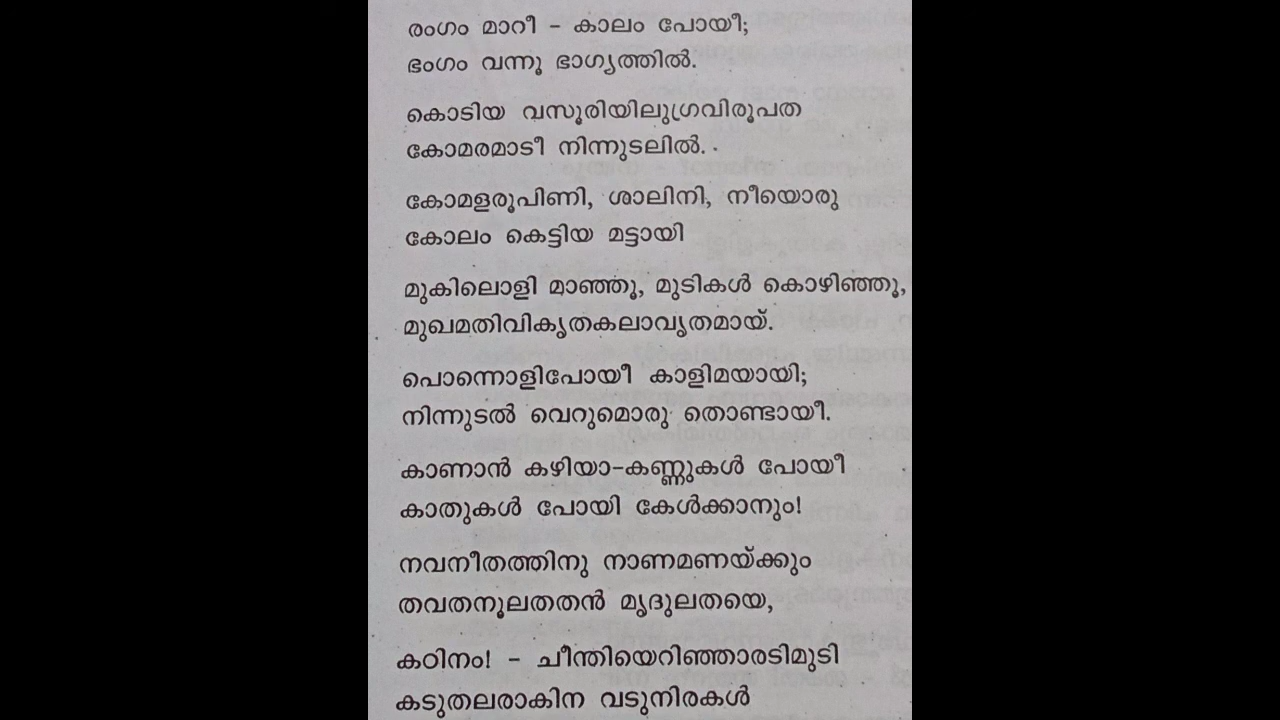 രംഗം മാറീ - കാലം പോയീ;
ഭംഗം വന്നൂ ഭാഗ്യത്തിൽ.
കൊടിയ വസൂരിയിലുഗ്രവിരൂപത
കോമരമാടീ നിന്നുടലിൽ. .
കോമളരൂപിണി, ശാലിനി, നീയൊരു
കോലം കെട്ടിയ മട്ടായി
മുകിലൊളി മാഞ്ഞൂ, മുടികൾ കൊഴിഞ്ഞൂ,
മുഖമതിവികൃതകലാവൃതമായ്.
പൊന്നൊളിപോയീ കാളിമയായി;
നിന്നുടൽ വെറുമൊരു തൊണ്ടായീ.
കാണാൻ കഴിയാ-കണ്ണുകൾ പോയീ
കാതുകൾ പോയി കേൾക്കാനും!
നവനീതത്തിനു നാണമണയ്ക്കും
തവതനൂലതതൻ മൃദുലതയെ,
കഠിനം! - ചീന്തിയെറിഞ്ഞാരടിമുടി
കടുതലരാകിന വടുനിരകൾ